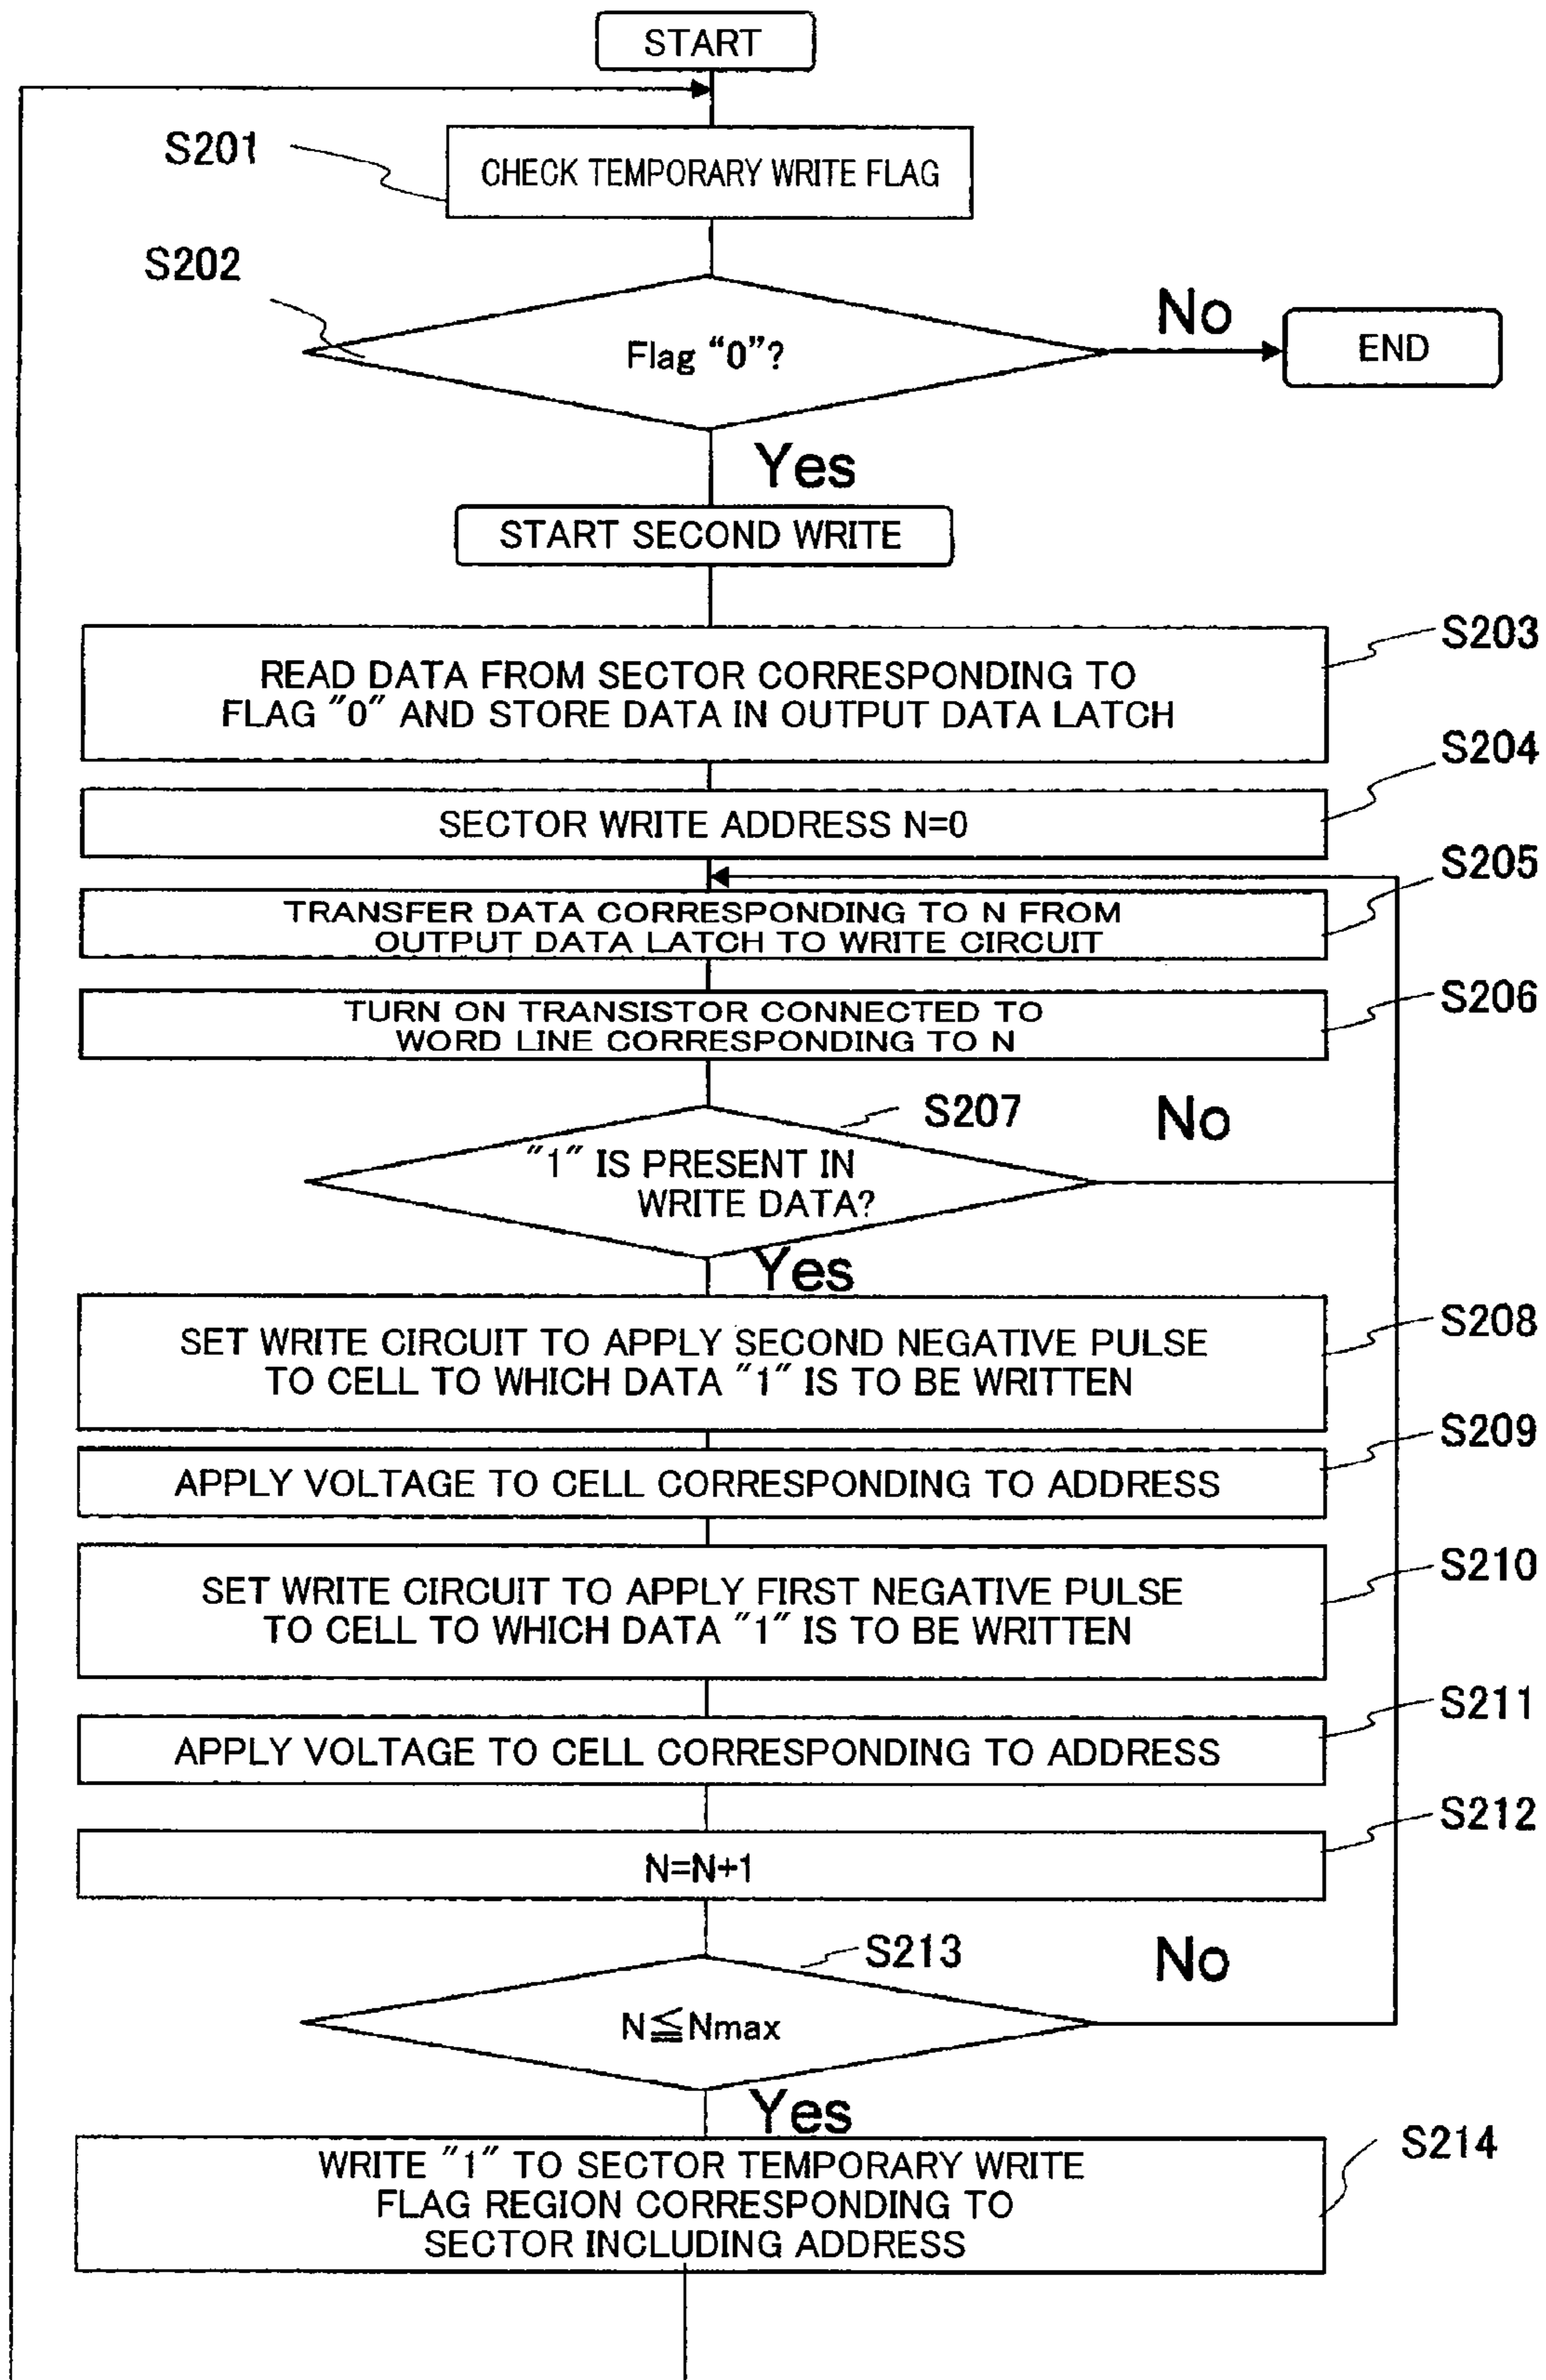 START
S201
CHECK TEMPORARY WRITE FLAG
S202
Flag “0”?
No
END
Yes
START SECOND WRITE
S203
READ DATA FROM SECTOR CORRESPONDING TO
FLAG "0" AND STORE DATA IN OUTPUT DATA LATCH
S204
SECTOR WRITE ADDRESS N=0
S205
TRANSFER DATA CORRESPONDING TO N FROM
OUTPUT DATA LATCH TO WRITE CIRCUIT
S206
TURN ON TRANSISTOR CONNECTED TO
WORD LINE CORRESPONDING TO N
S207
No
"1" IS PRESENT IN
WRITE DATA?
Yes
S208
SET WRITE CIRCUIT TO APPLY SECOND NEGATIVE PULSE
TO CELL TO WHICH DATA "1" IS TO BE WRITTEN
S209
APPLY VOLTAGE TO CELL CORRESPONDING TO ADDRESS
S210
SET WRITE CIRCUIT TO APPLY FIRST NEGATIVE PULSE
TO CELL TO WHICH DATA "1" IS TO BE WRITTEN
S211
APPLY VOLTAGE TO CELL CORRESPONDING TO ADDRESS
S212
N=N+1
S213
No
N≦Nmax
Yes
S214
WRITE "1" TO SECTOR TEMPORARY WRITE
FLAG REGION CORRESPONDING TO
SECTOR INCLUDING ADDRESS